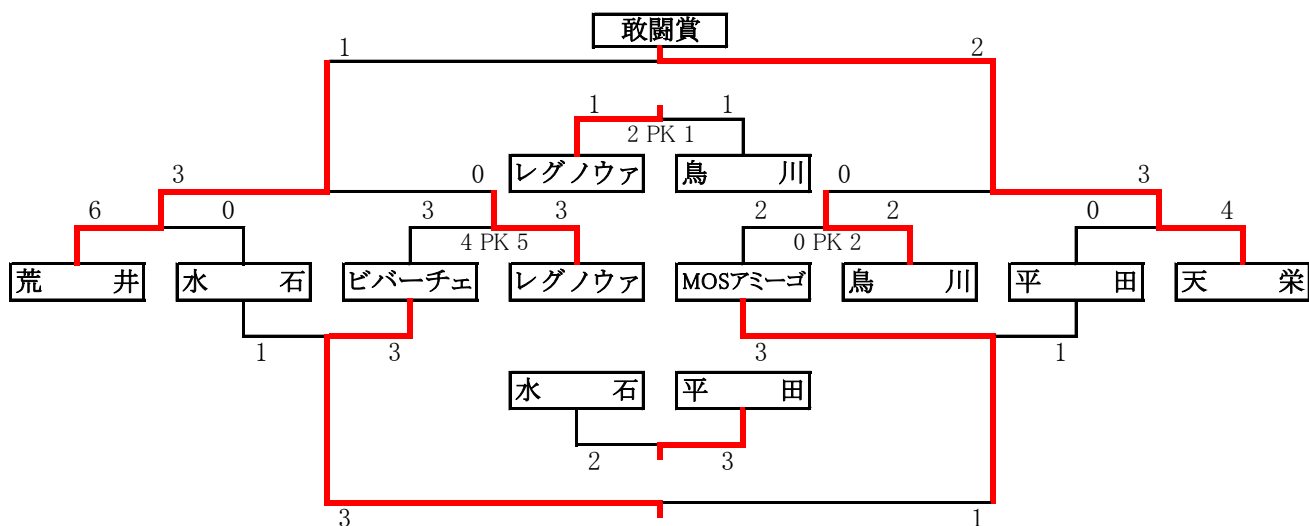 敢闘賞
1 2
1 1
2 PK 1
レグノウァ 鳥川
3 0 0 3
6 0 3 3 2 2 0 4
4 PK 5 0 PK 2
荒井 水石 ビバーチェ レグノウァ MOSアミーゴ 鳥川 平田 天栄
1 3 3 1
水石 平田
2 3
3 1